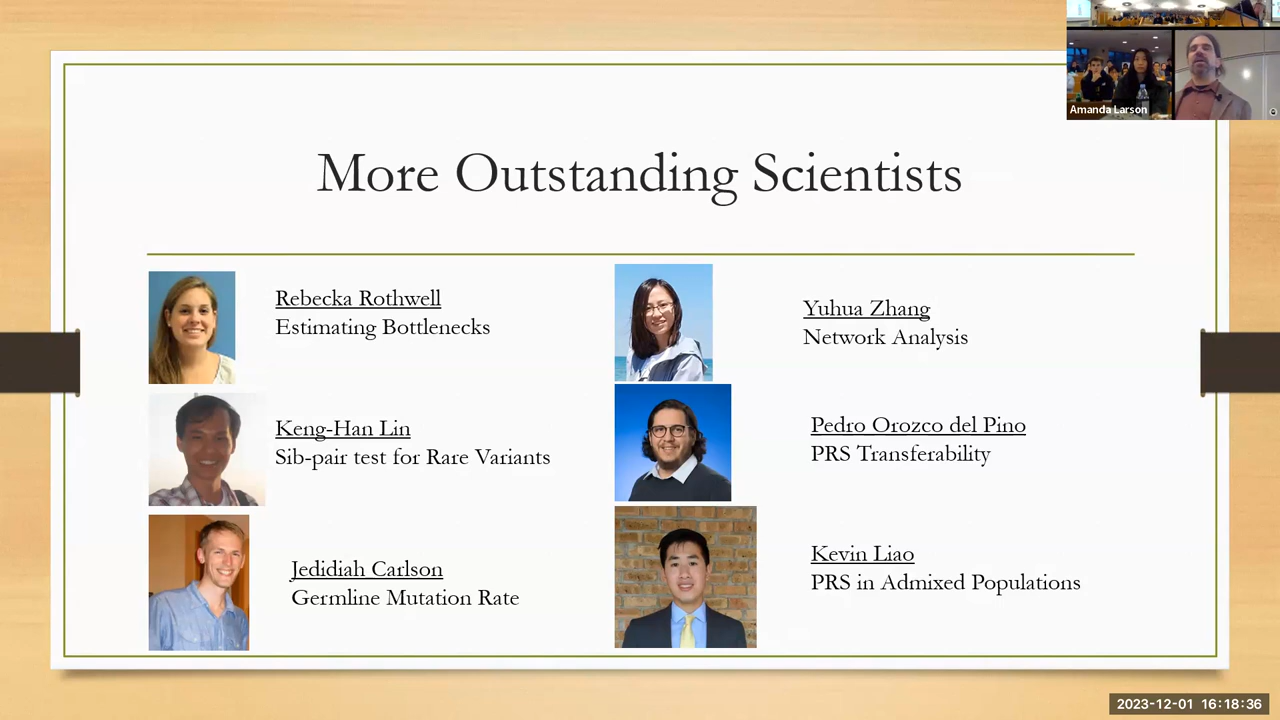 Amanda Larson
More Outstanding Scientists
Rebecka Rothwell
Estimating Bottlenecks
Keng-Han Lin
Sib-pair test for Rare Variants
Jedidiah Carlson
Germline Mutation Rate
Yuhua Zhang
Network Analysis
Pedro Orozco del Pino
PRS Transferability
Kevin Liao
PRS in Admixed Populations
2023-12-01 16:18:36